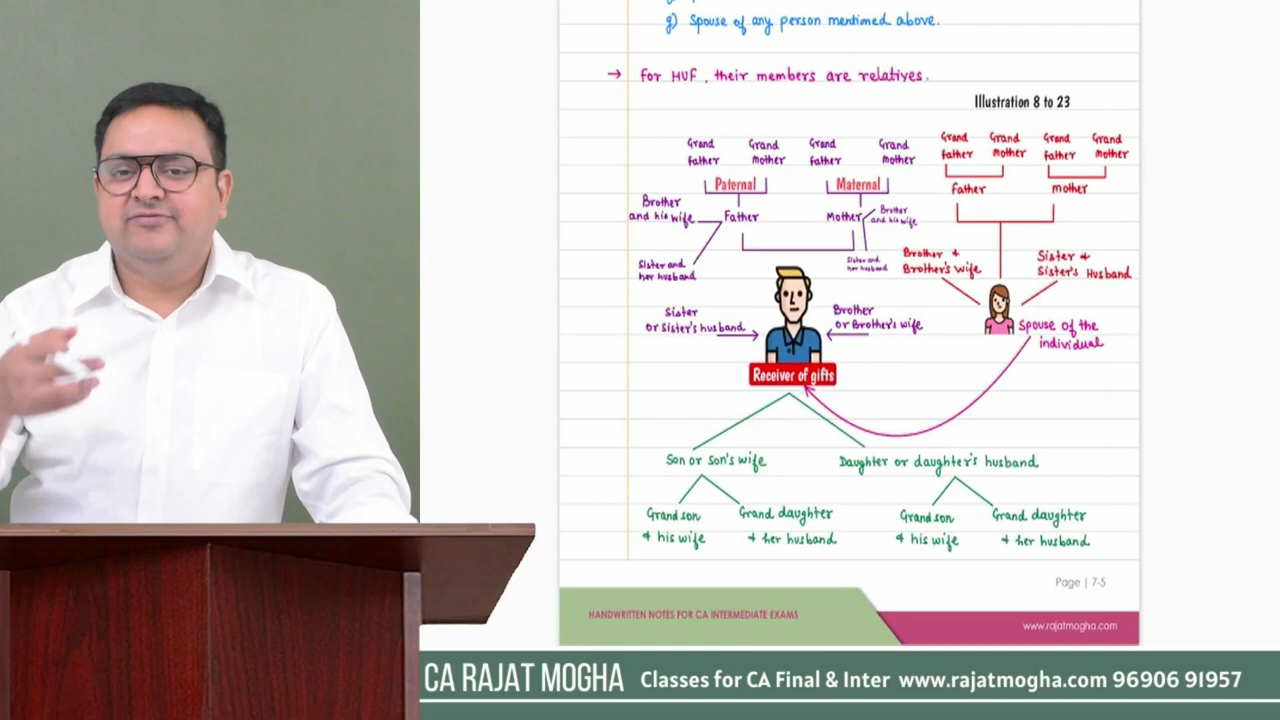 g) Spouse of any person mentioned above.
→ For HUF, their members are relatives.
Illustration 8 to 23
Grand father
Grand mother
Grand father
Grand mother
Grand father
Grand mother
Grand father
Grand mother
Paternal
Maternal
Father
mother
Brother and his wife
Father
Mother
Brother and his wife
Sister and her husband
Sister and her husband
Brother + Brother's wife
Sister + Sister's Husband
Sister or Sister's husband
Brother or Brother's wife
Spouse of the individual
Receiver of gifts
Son or son's wife
Daughter or daughter's husband
Grand son + his wife
Grand daughter + her husband
Grand son + his wife
Grand daughter + her husband
Page | 7-5
HANDWRITTEN NOTES FOR CA INTERMEDIATE EXAMS
www.rajatmogha.com
CA RAJAT MOGHA Classes for CA Final & Inter www.rajatmogha.com 96906 91957